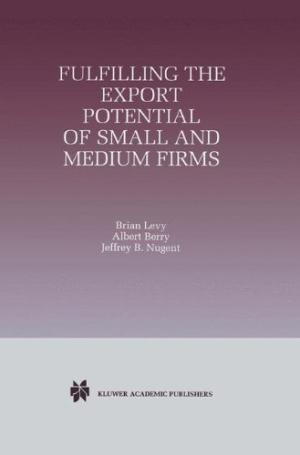 FULFILLING THE
EXPORT
POTENTIAL
OF SMALL AND
MEDIUM FIRMS
Brian Levy
Albert Berry
Jeffrey B. Nugent
KLUWER ACADEMIC PUBLISHERS